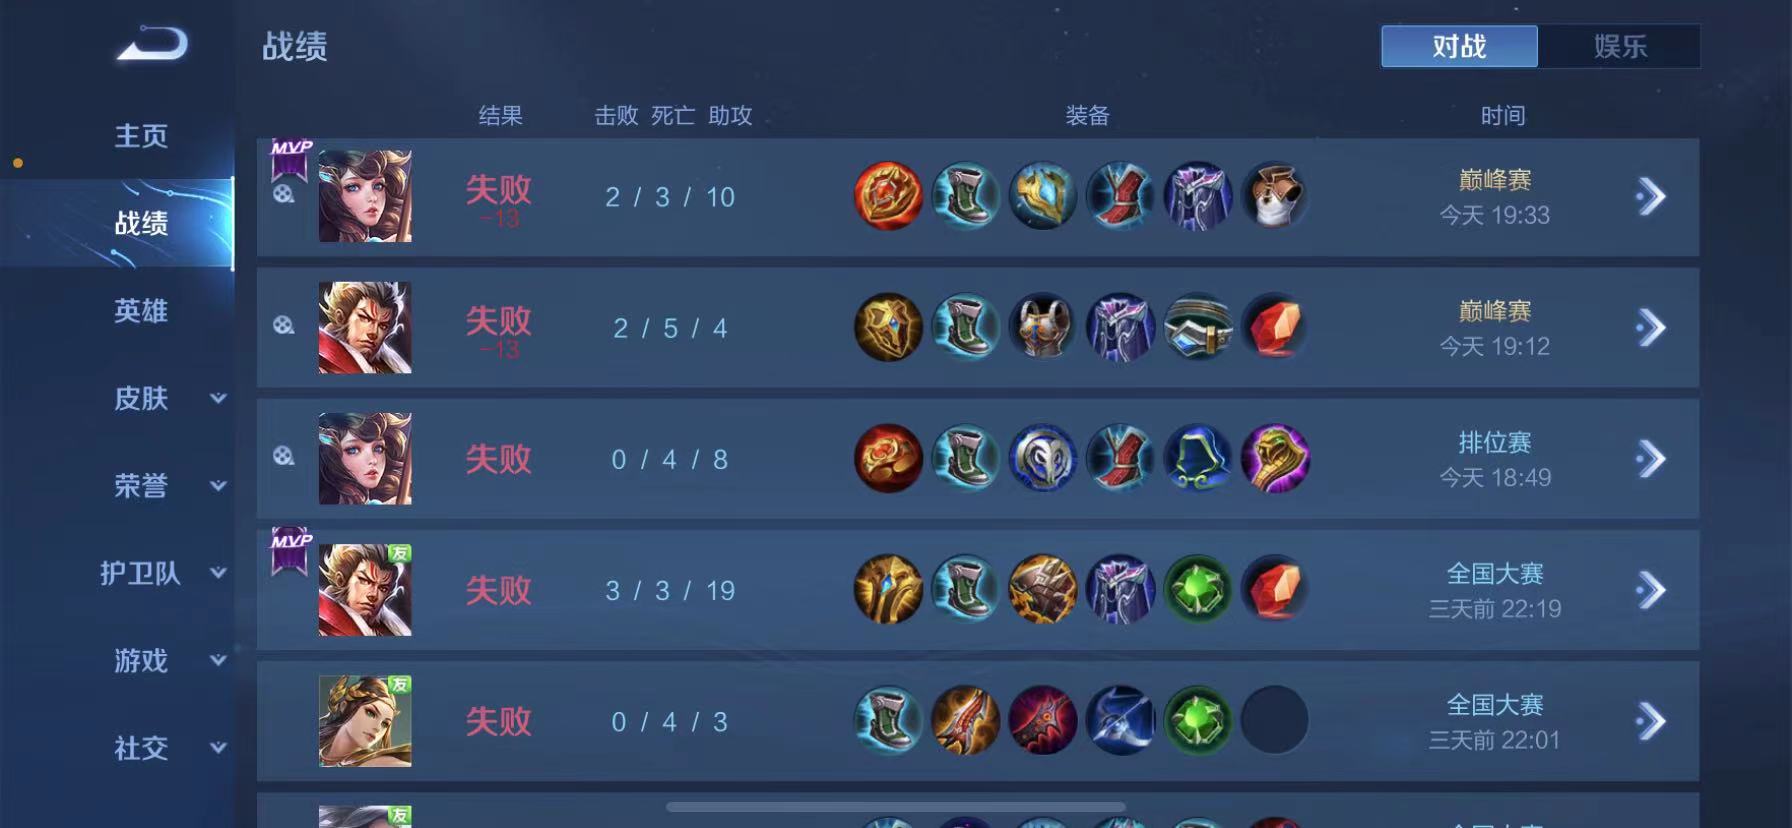 战绩
对战
娱乐
主页
战绩
英雄
皮肤
荣誉
护卫队
游戏
社交
结果
击败 死亡 助攻
装备
时间
MVP
失败
-13
2 / 3 / 10
巅峰赛
今天 19:33
失败
-13
2 / 5 / 4
巅峰赛
今天 19:12
失败
0 / 4 / 8
排位赛
今天 18:49
MVP
友
失败
3 / 3 / 19
全国大赛
三天前 22:19
友
失败
0 / 4 / 3
全国大赛
三天前 22:01
友